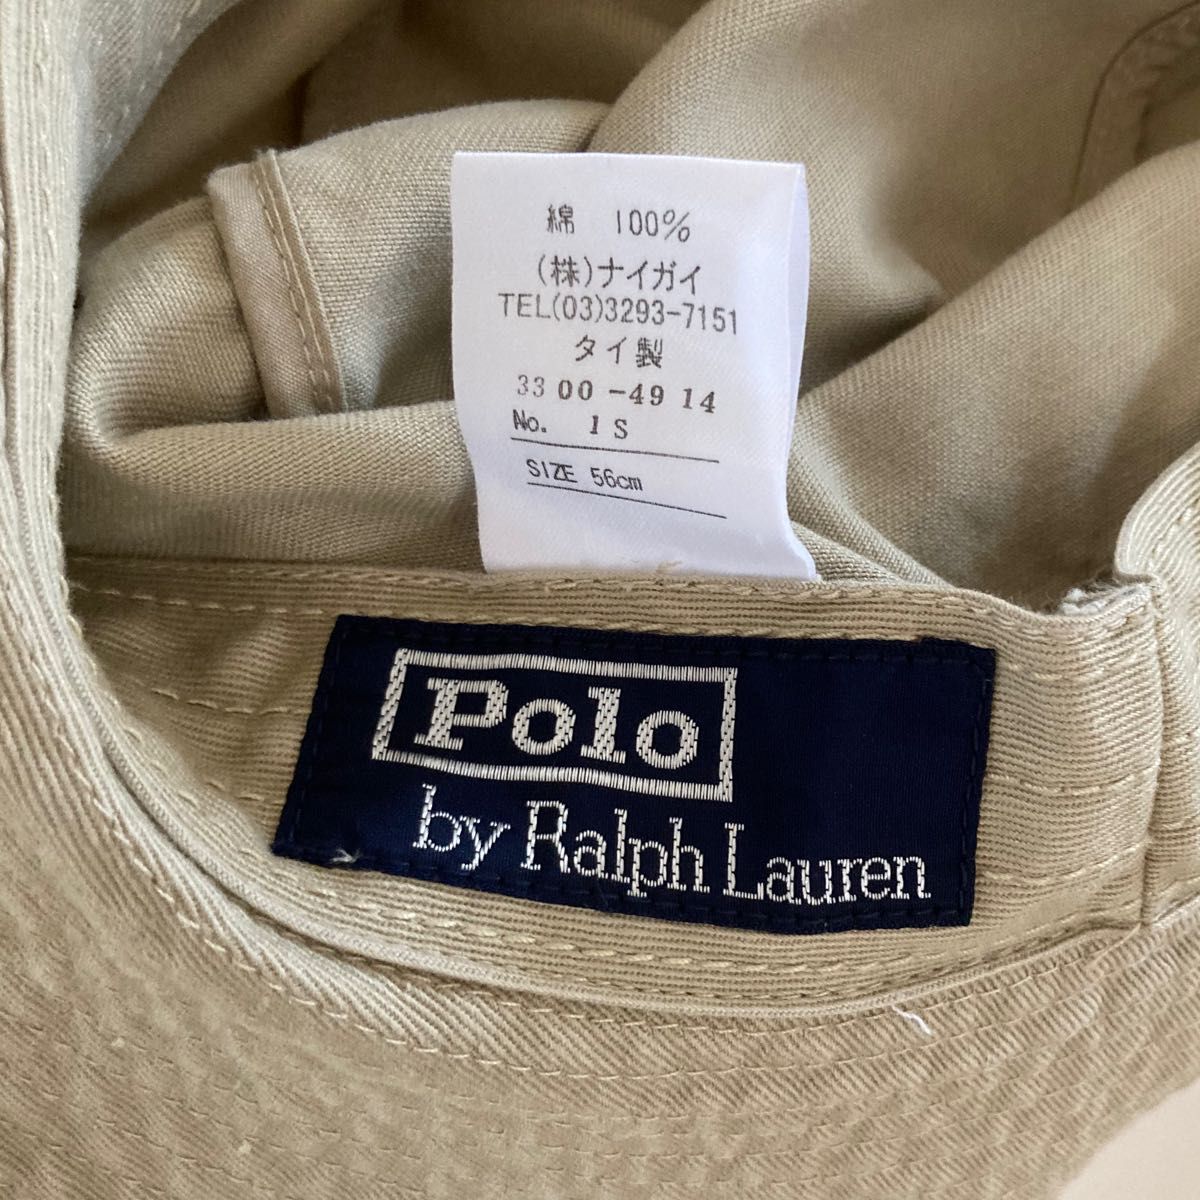 綿 100%
(株)ナイガイ
TEL(03)3293-7151
タイ製
33 00 -49 14
No. 1 S
SIZE 56cm
Polo
by Ralph Lauren